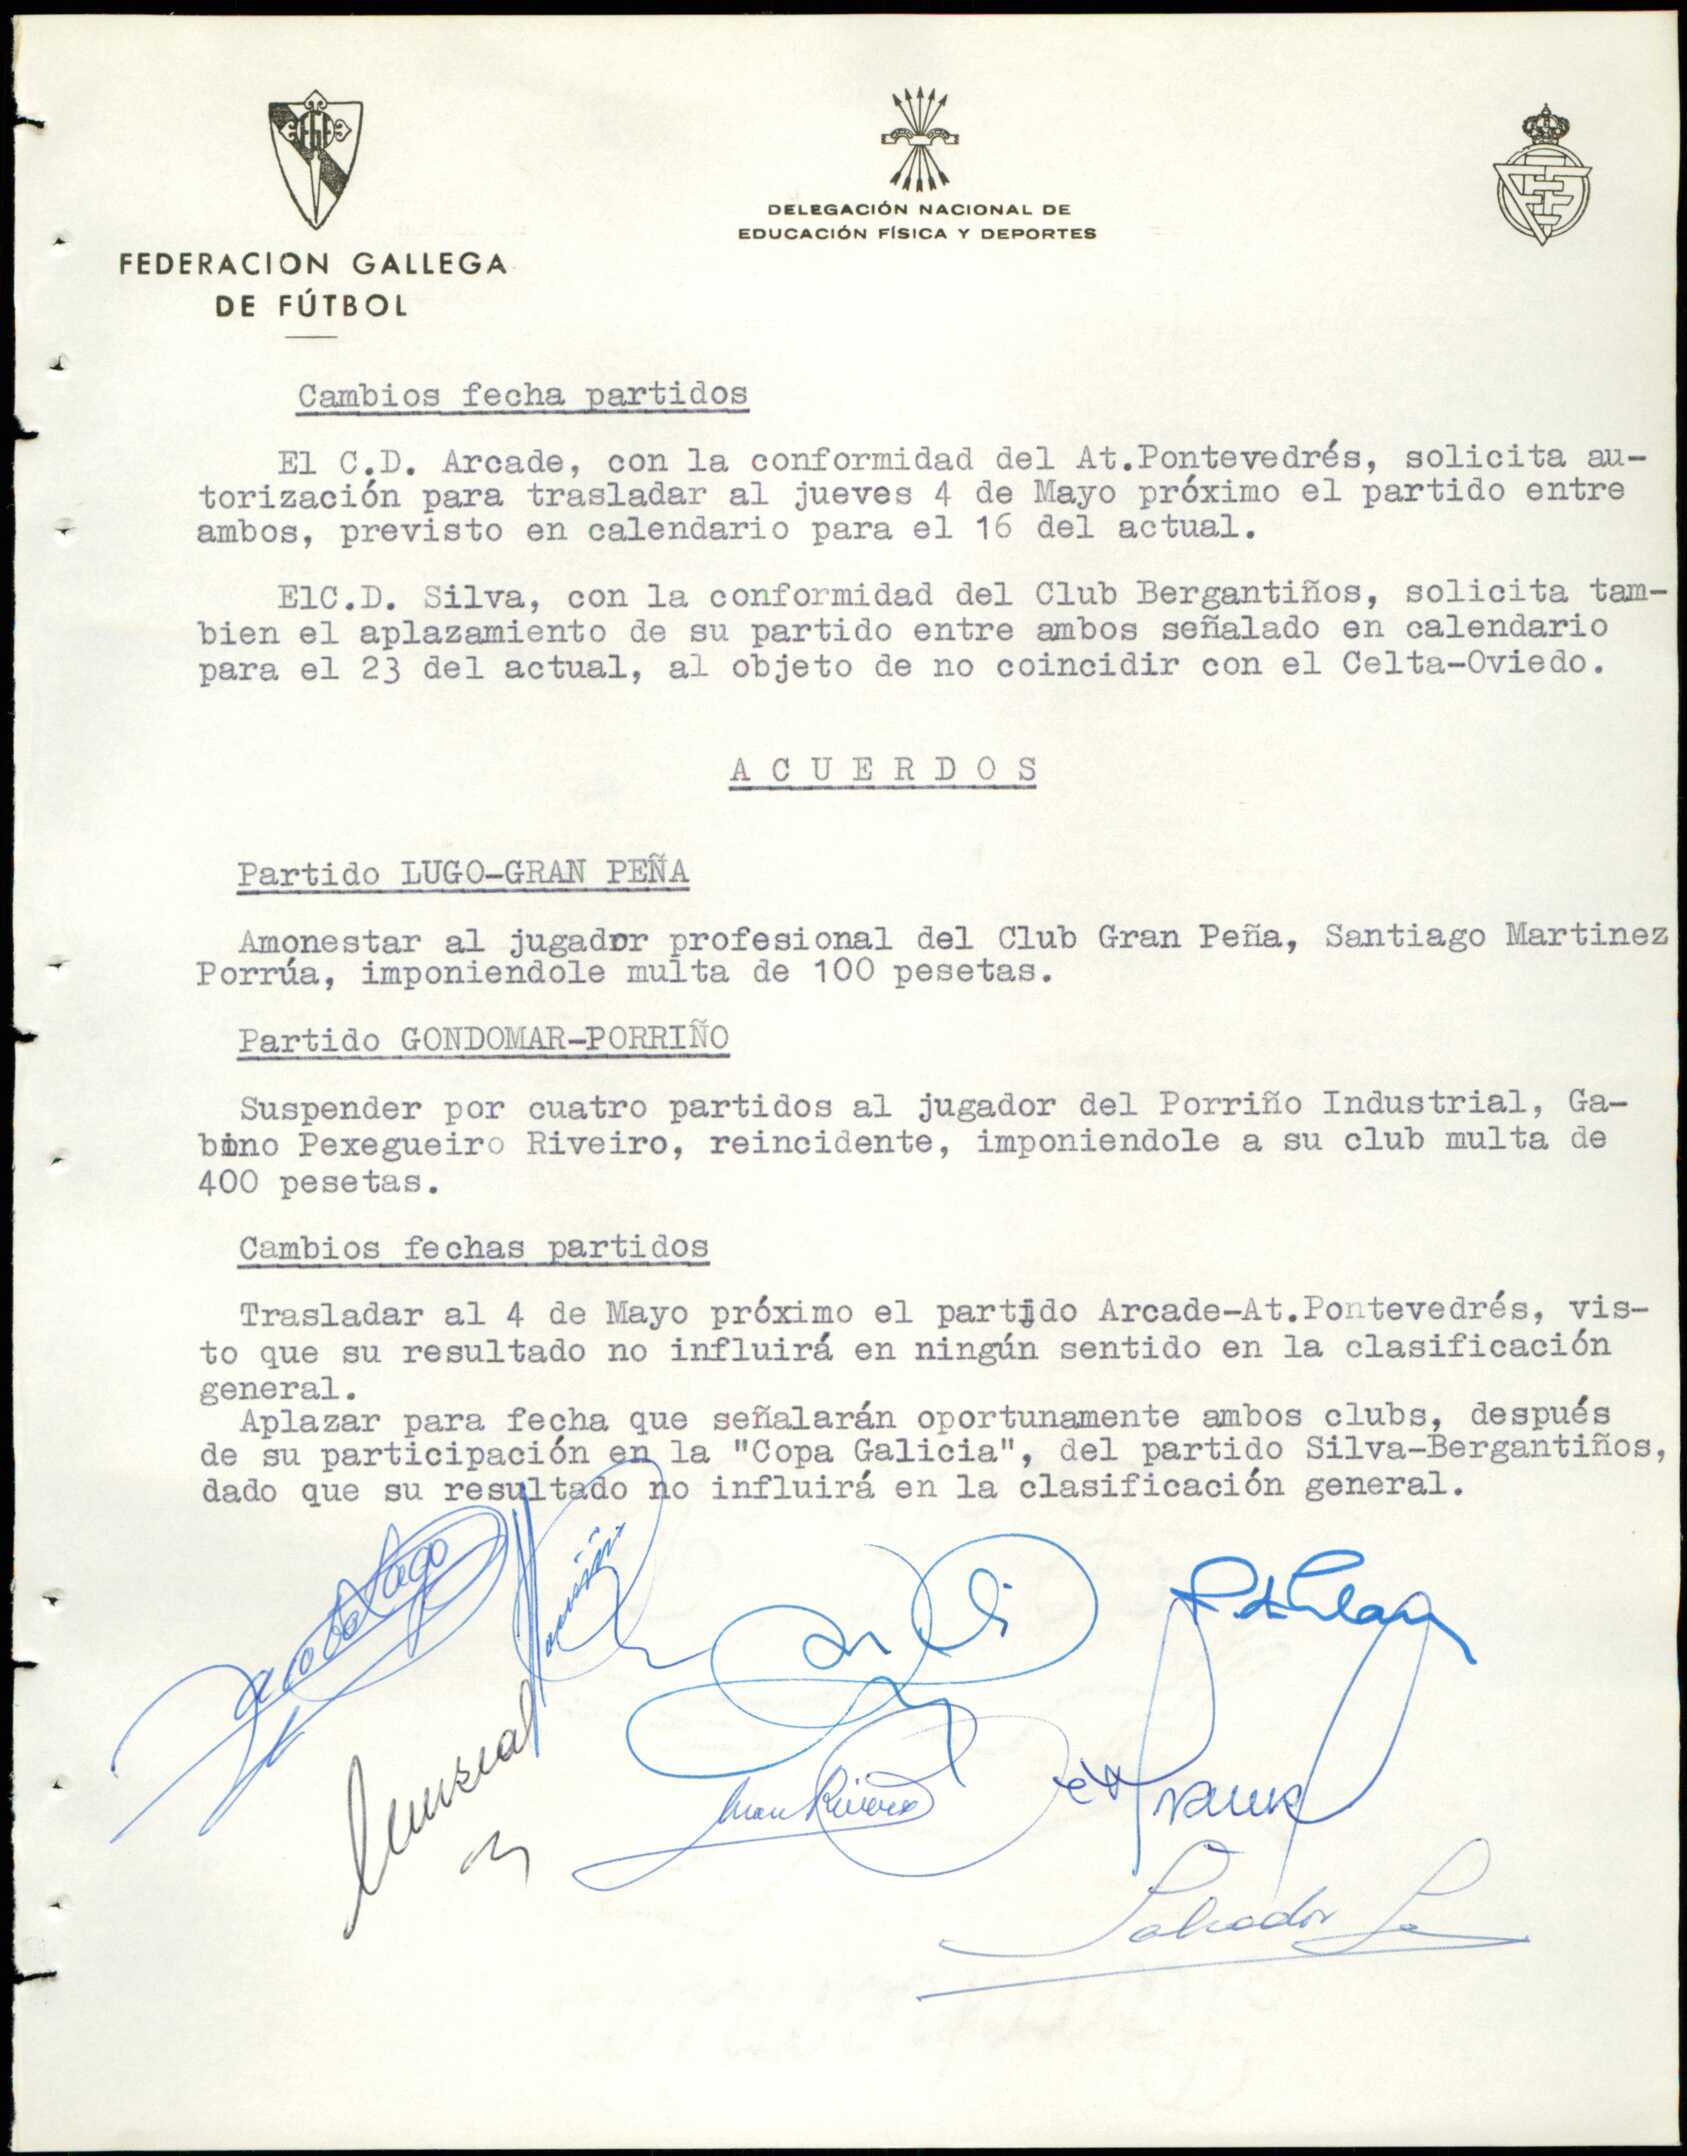 FEDERACION GALLEGA
DE FÚTBOL
DELEGACIÓN NACIONAL DE
EDUCACIÓN FÍSICA Y DEPORTES
Cambios fecha partidos
El C.D. Arcade, con la conformidad del At.Pontevedrés, solicita au-
torización para trasladar al jueves 4 de Mayo próximo el partido entre
ambos, previsto en calendario para el 16 del actual.
ElC.D. Silva, con la conformidad del Club Bergantiños, solicita tam-
bien el aplazamiento de su partido entre ambos señalado en calendario
para el 23 del actual, al objeto de no coincidir con el Celta-Oviedo.
A C U E R D O S
Partido LUGO-GRAN PEÑA
Amonestar al jugador profesional del Club Gran Peña, Santiago Martinez
Porrúa, imponiendole multa de 100 pesetas.
Partido GONDOMAR-PORRIÑO
Suspender por cuatro partidos al jugador del Porriño Industrial, Ga-
bino Pexegueiro Riveiro, reincidente, imponiendole a su club multa de
400 pesetas.
Cambios fechas partidos
Trasladar al 4 de Mayo próximo el partido Arcade-At.Pontevedrés, vis-
to que su resultado no influirá en ningún sentido en la clasificación
general.
Aplazar para fecha que señalarán oportunamente ambos clubs, después
de su participación en la "Copa Galicia", del partido Silva-Bergantiños,
dado que su resultado no influirá en la clasificación general.
Juan Rivera
Salvador